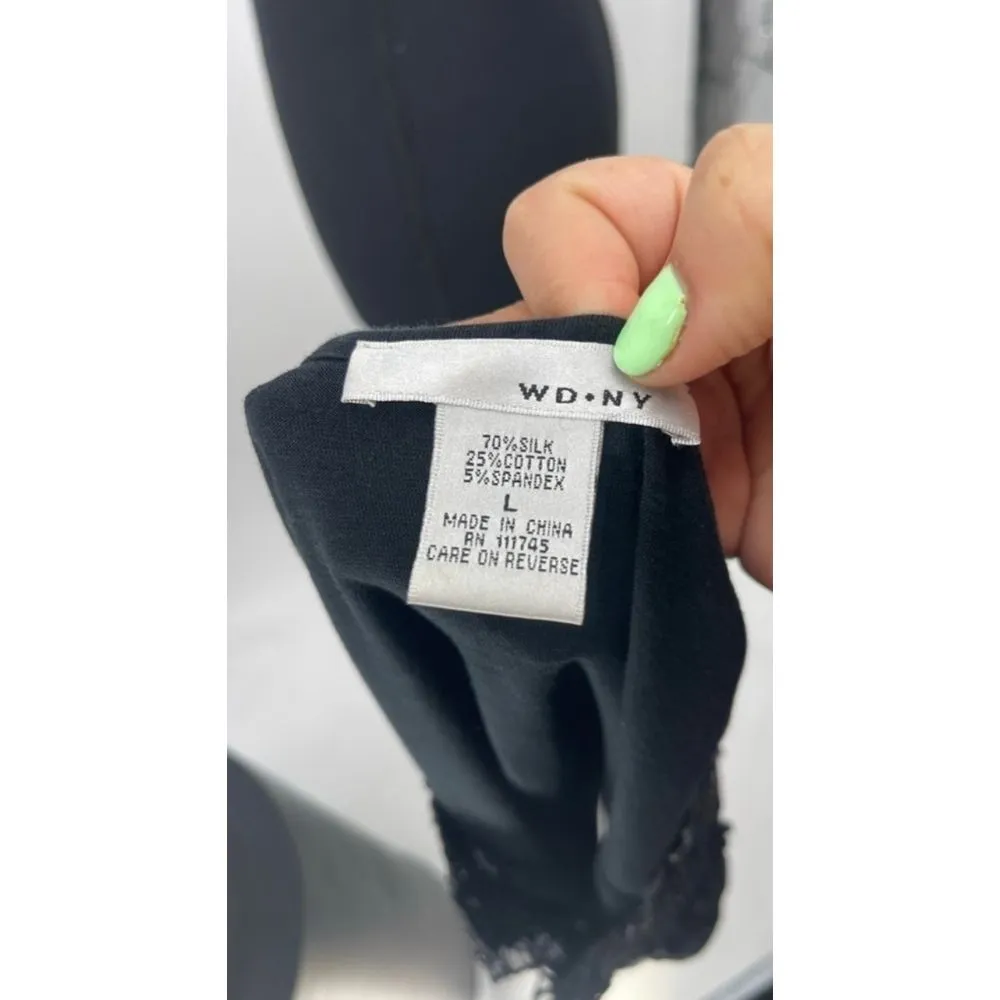 WD•NY
70%SILK
25%COTTON
5%SPANDEX
L
MADE IN CHINA
RN 111745
CARE ON REVERSE